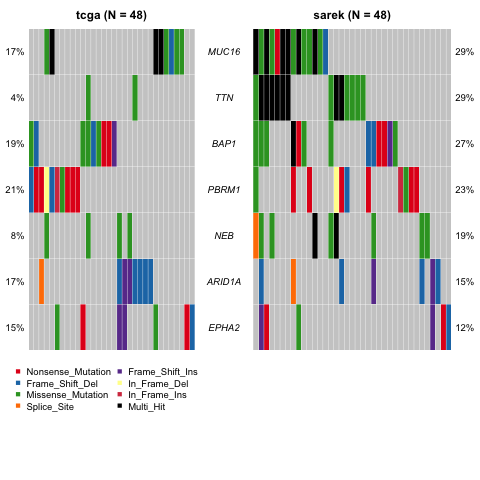 tcga (N = 48) sarek (N = 48)
17% MUC16 29%
4% TTN 29%
19% BAP1 27%
21% PBRM1 23%
8% NEB 19%
17% ARID1A 15%
15% EPHA2 12%
Nonsense_Mutation Frame_Shift_Ins
Frame_Shift_Del In_Frame_Del
Missense_Mutation In_Frame_Ins
Splice_Site Multi_Hit